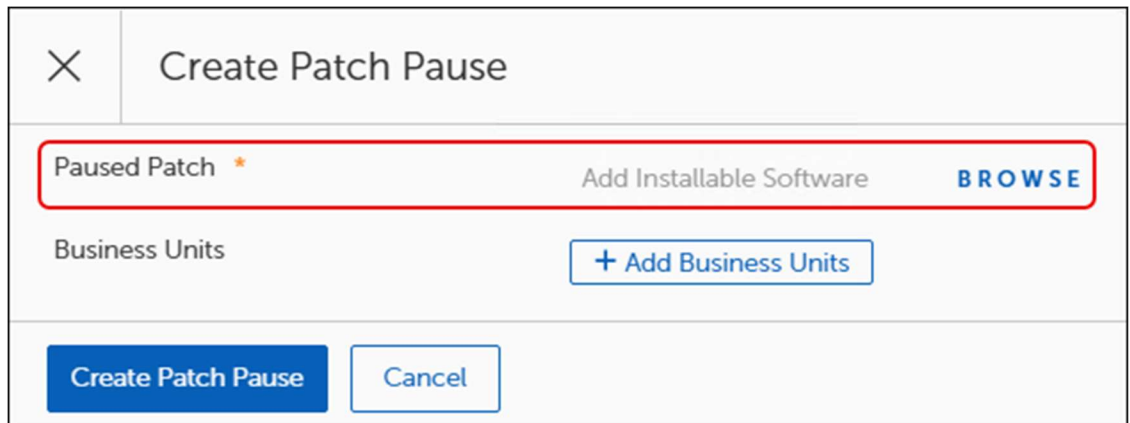 Create Patch Pause
Paused Patch *
Add Installable Software
BROWSE
Business Units
+ Add Business Units
Create Patch Pause
Cancel